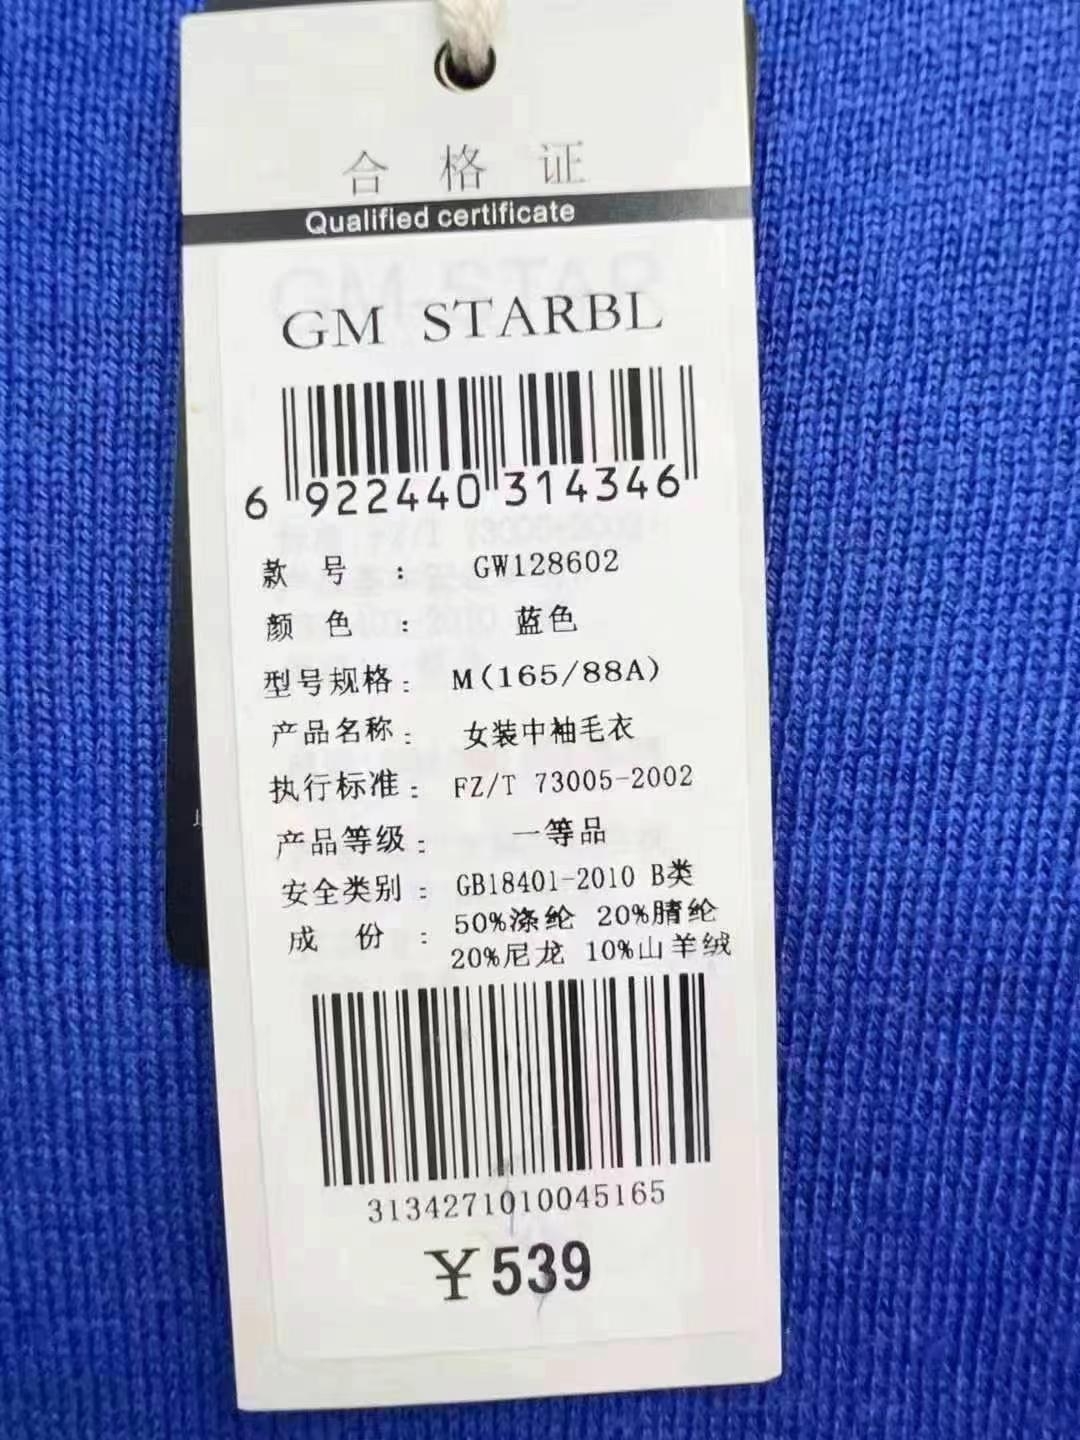 合格证
Qualified certificate
GM STARBL
6 922440 314346
款 号 : GW128602
颜 色 : 蓝色
型号规格: M(165/88A)
产品名称: 女装中袖毛衣
执行标准: FZ/T 73005-2002
产品等级: 一等品
安全类别: GB18401-2010 B类
成 份 : 50%涤纶 20%腈纶
20%尼龙 10%山羊绒
3134271010045165
¥539